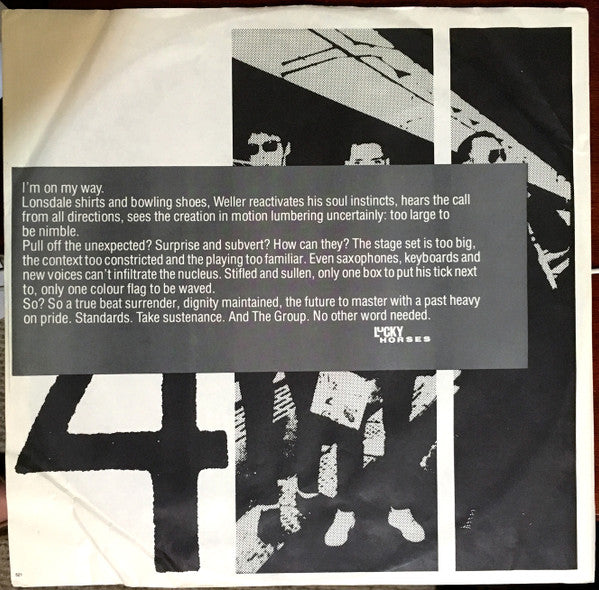 I'm on my way.
Lonsdale shirts and bowling shoes, Weller reactivates his soul instincts, hears the call
from all directions, sees the creation in motion lumbering uncertainly: too large to
be nimble.
Pull off the unexpected? Surprise and subvert? How can they? The stage set is too big,
the context too constricted and the playing too familiar. Even saxophones, keyboards and
new voices can't infiltrate the nucleus. Stifled and sullen, only one box to put his tick next
to, only one colour flag to be waved.
So? So a true beat surrender, dignity maintained, the future to master with a past heavy
on pride. Standards. Take sustenance. And The Group. No other word needed.
LUCKY
HORSES
4